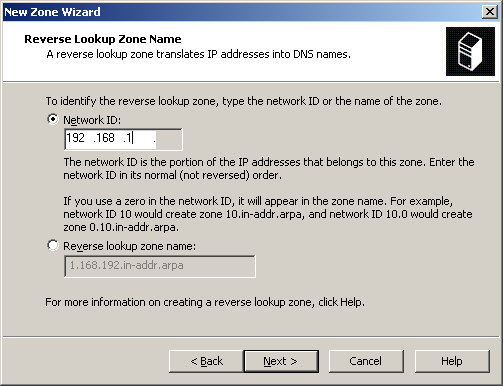 New Zone Wizard
Reverse Lookup Zone Name
A reverse lookup zone translates IP addresses into DNS names.
To identify the reverse lookup zone, type the network ID or the name of the zone.
Network ID:
192 .168 .1 .
The network ID is the portion of the IP addresses that belongs to this zone. Enter the
network ID in its normal (not reversed) order.
If you use a zero in the network ID, it will appear in the zone name. For example,
network ID 10 would create zone 10.in-addr.arpa, and network ID 10.0 would create
zone 0.10.in-addr.arpa.
Reverse lookup zone name:
1.168.192.in-addr.arpa
For more information on creating a reverse lookup zone, click Help.
< Back Next > Cancel Help